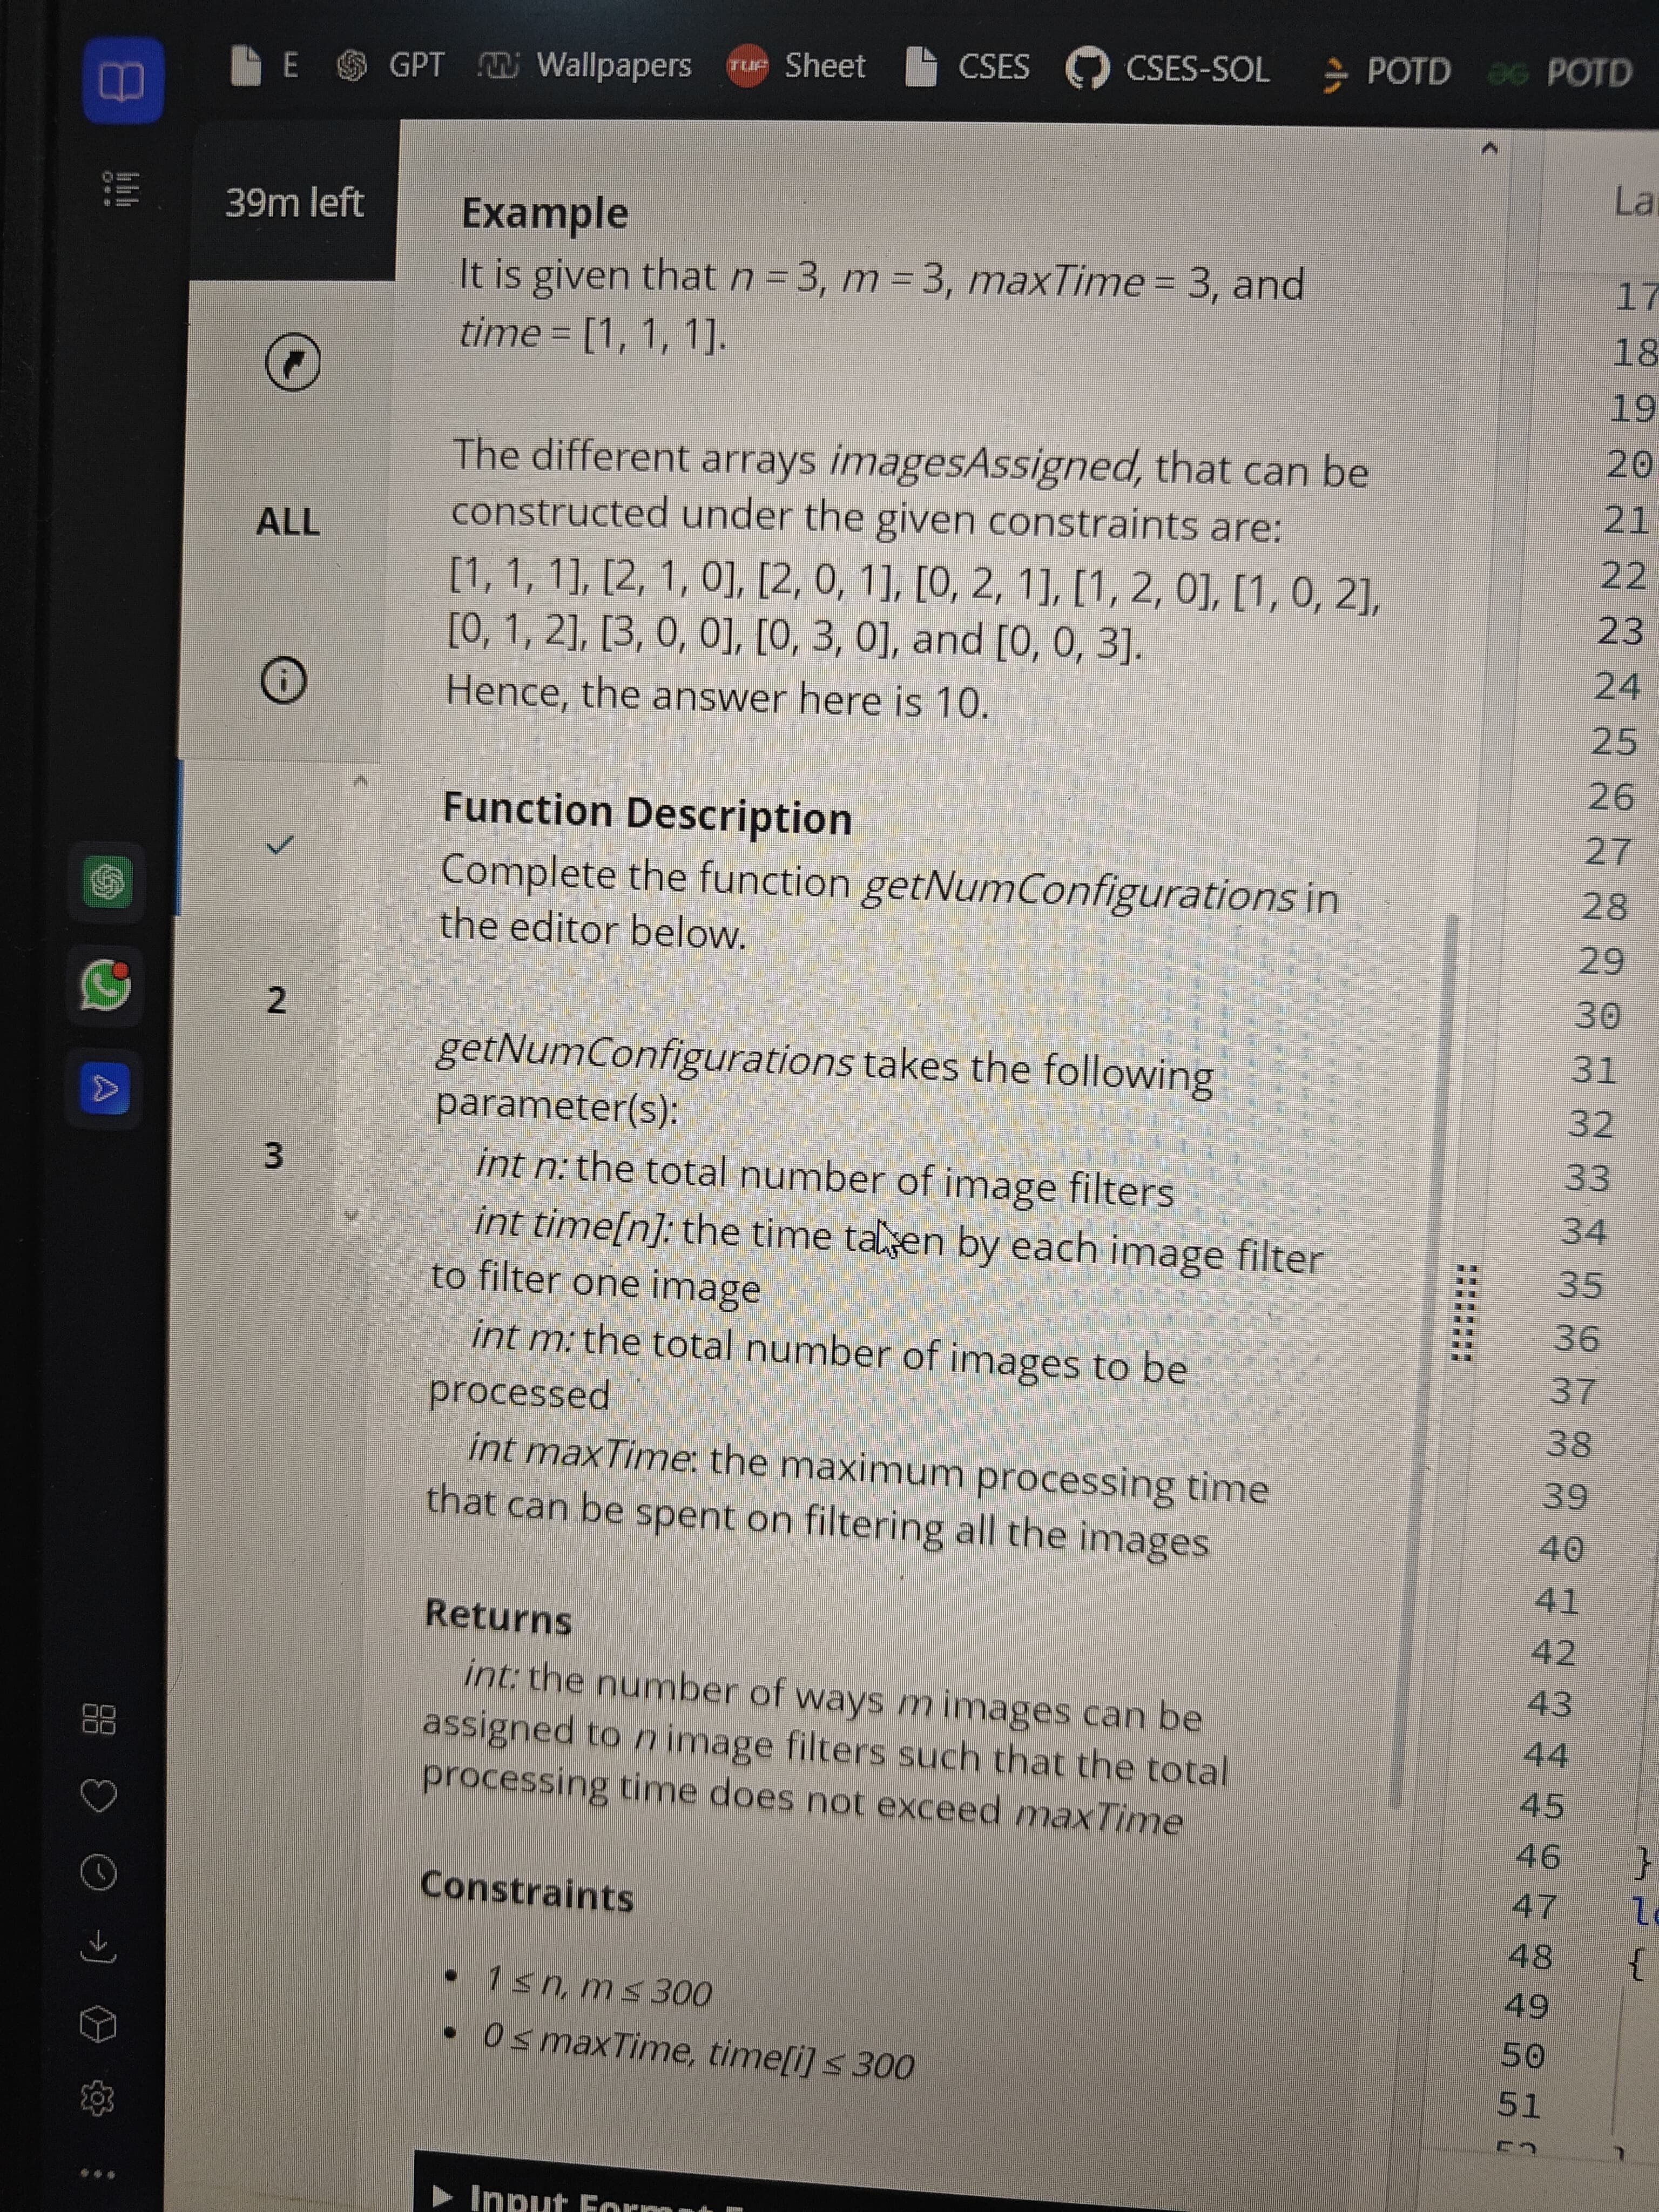 E GPT Wallpapers TUF Sheet CSES CSES-SOL POTD POTD
39m left
ALL
2
3
Example
It is given that n = 3, m = 3, maxTime = 3, and
time = [1, 1, 1].
The different arrays imagesAssigned, that can be
constructed under the given constraints are:
[1, 1, 1], [2, 1, 0], [2, 0, 1], [0, 2, 1], [1, 2, 0], [1, 0, 2],
[0, 1, 2], [3, 0, 0], [0, 3, 0], and [0, 0, 3].
Hence, the answer here is 10.
Function Description
Complete the function getNumConfigurations in
the editor below.
getNumConfigurations takes the following
parameter(s):
int n: the total number of image filters
int time[n]: the time taken by each image filter
to filter one image
int m: the total number of images to be
processed
int maxTime: the maximum processing time
that can be spent on filtering all the images
Returns
int: the number of ways m images can be
assigned to n image filters such that the total
processing time does not exceed maxTime
Constraints
• 1 ≤ n, m ≤ 300
• 0 ≤ maxTime, time[i] ≤ 300
La
17
18
19
20
21
22
23
24
25
26
27
28
29
30
31
32
33
34
35
36
37
38
39
40
41
42
43
44
45
46 }
47
48 {
49
50
51